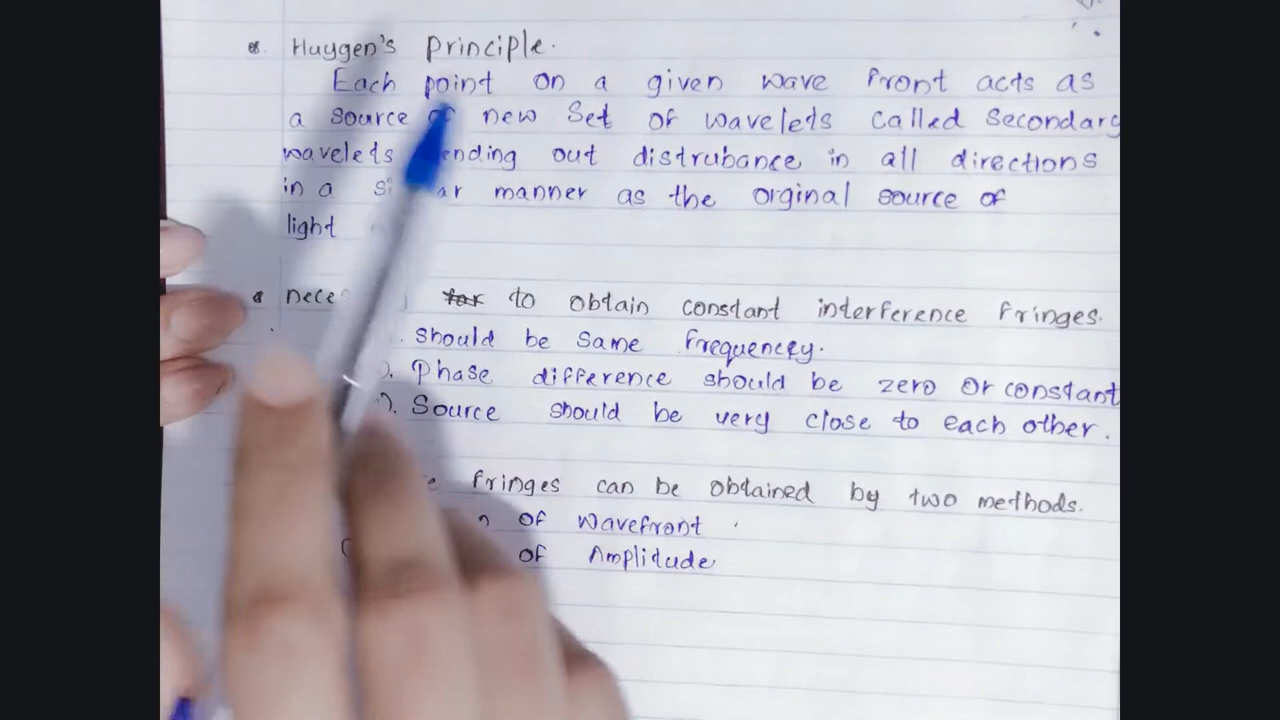 Huygen's principle.
Each point on a given wave front acts as
a source new Set of wavelets called Secondary
wavelets out distrubance in all directions
in a manner as the orginal source of
light
for to obtain constant interference fringes.
should be same frequencey.
Phase difference should be zero or constant
Source should be very close to each other.
fringes can be obtained by two methods.
of wavefront
of Amplitude